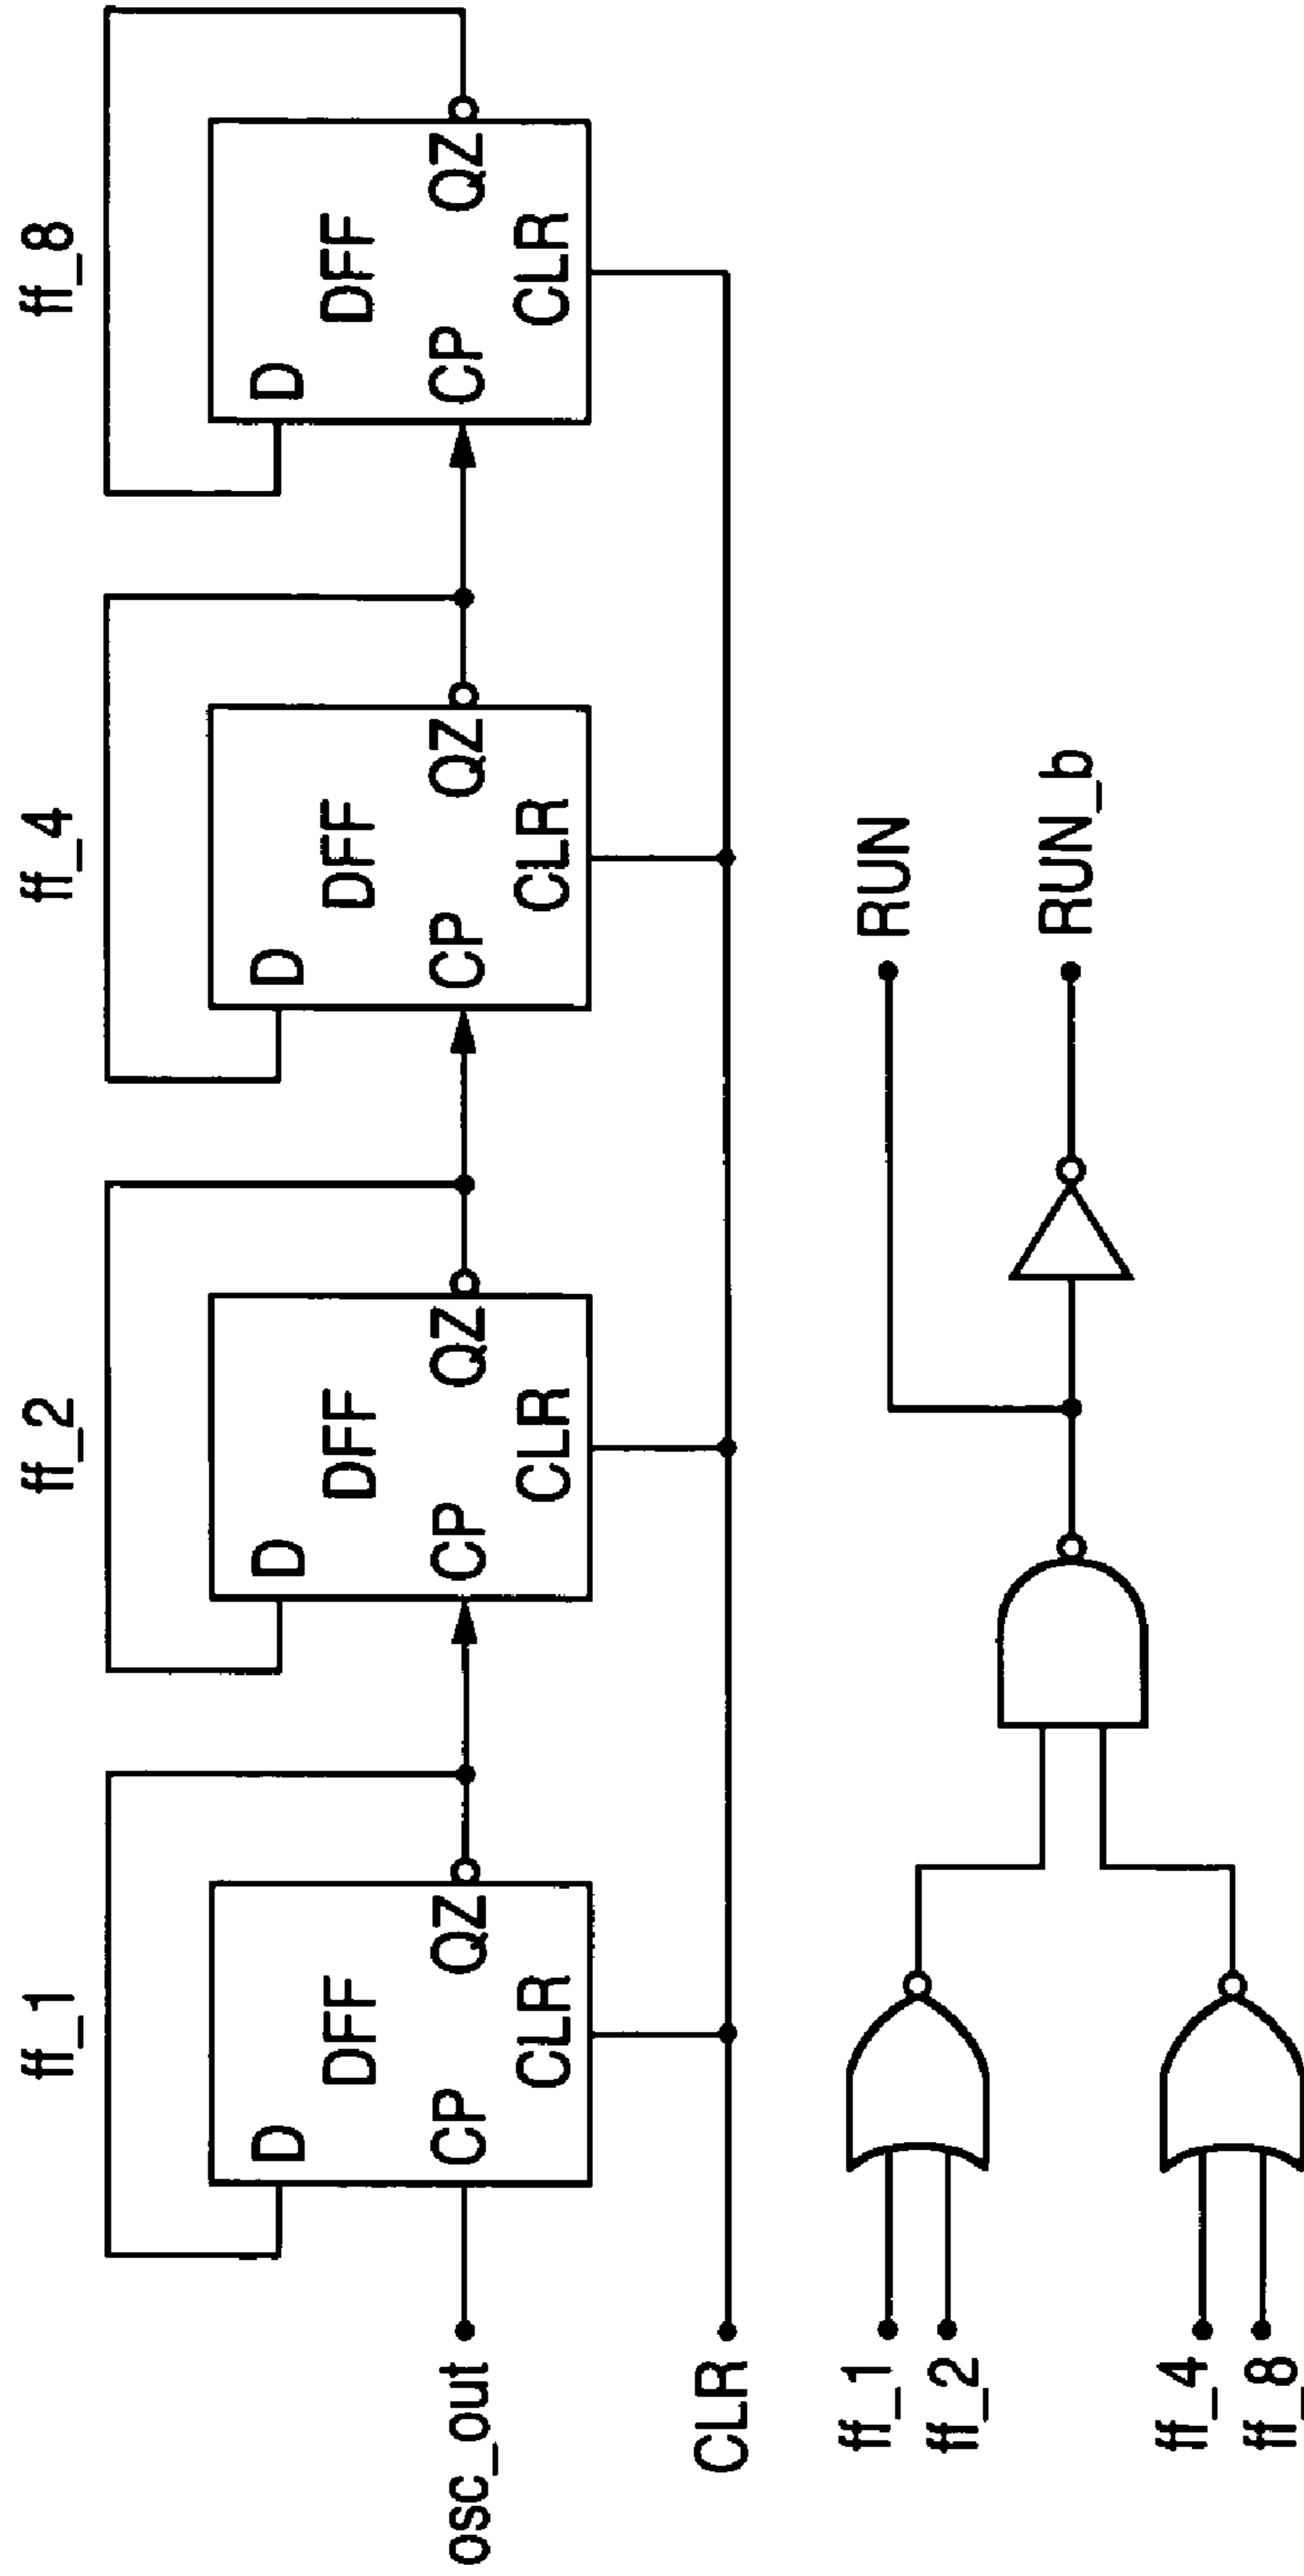 ff_1
ff_2
ff_4
ff_8
D
DFF
CP
QZ
CLR
D
DFF
CP
QZ
CLR
D
DFF
CP
QZ
CLR
D
DFF
CP
QZ
CLR
osc_out
CLR
ff_1
ff_2
ff_4
ff_8
RUN
RUN_b